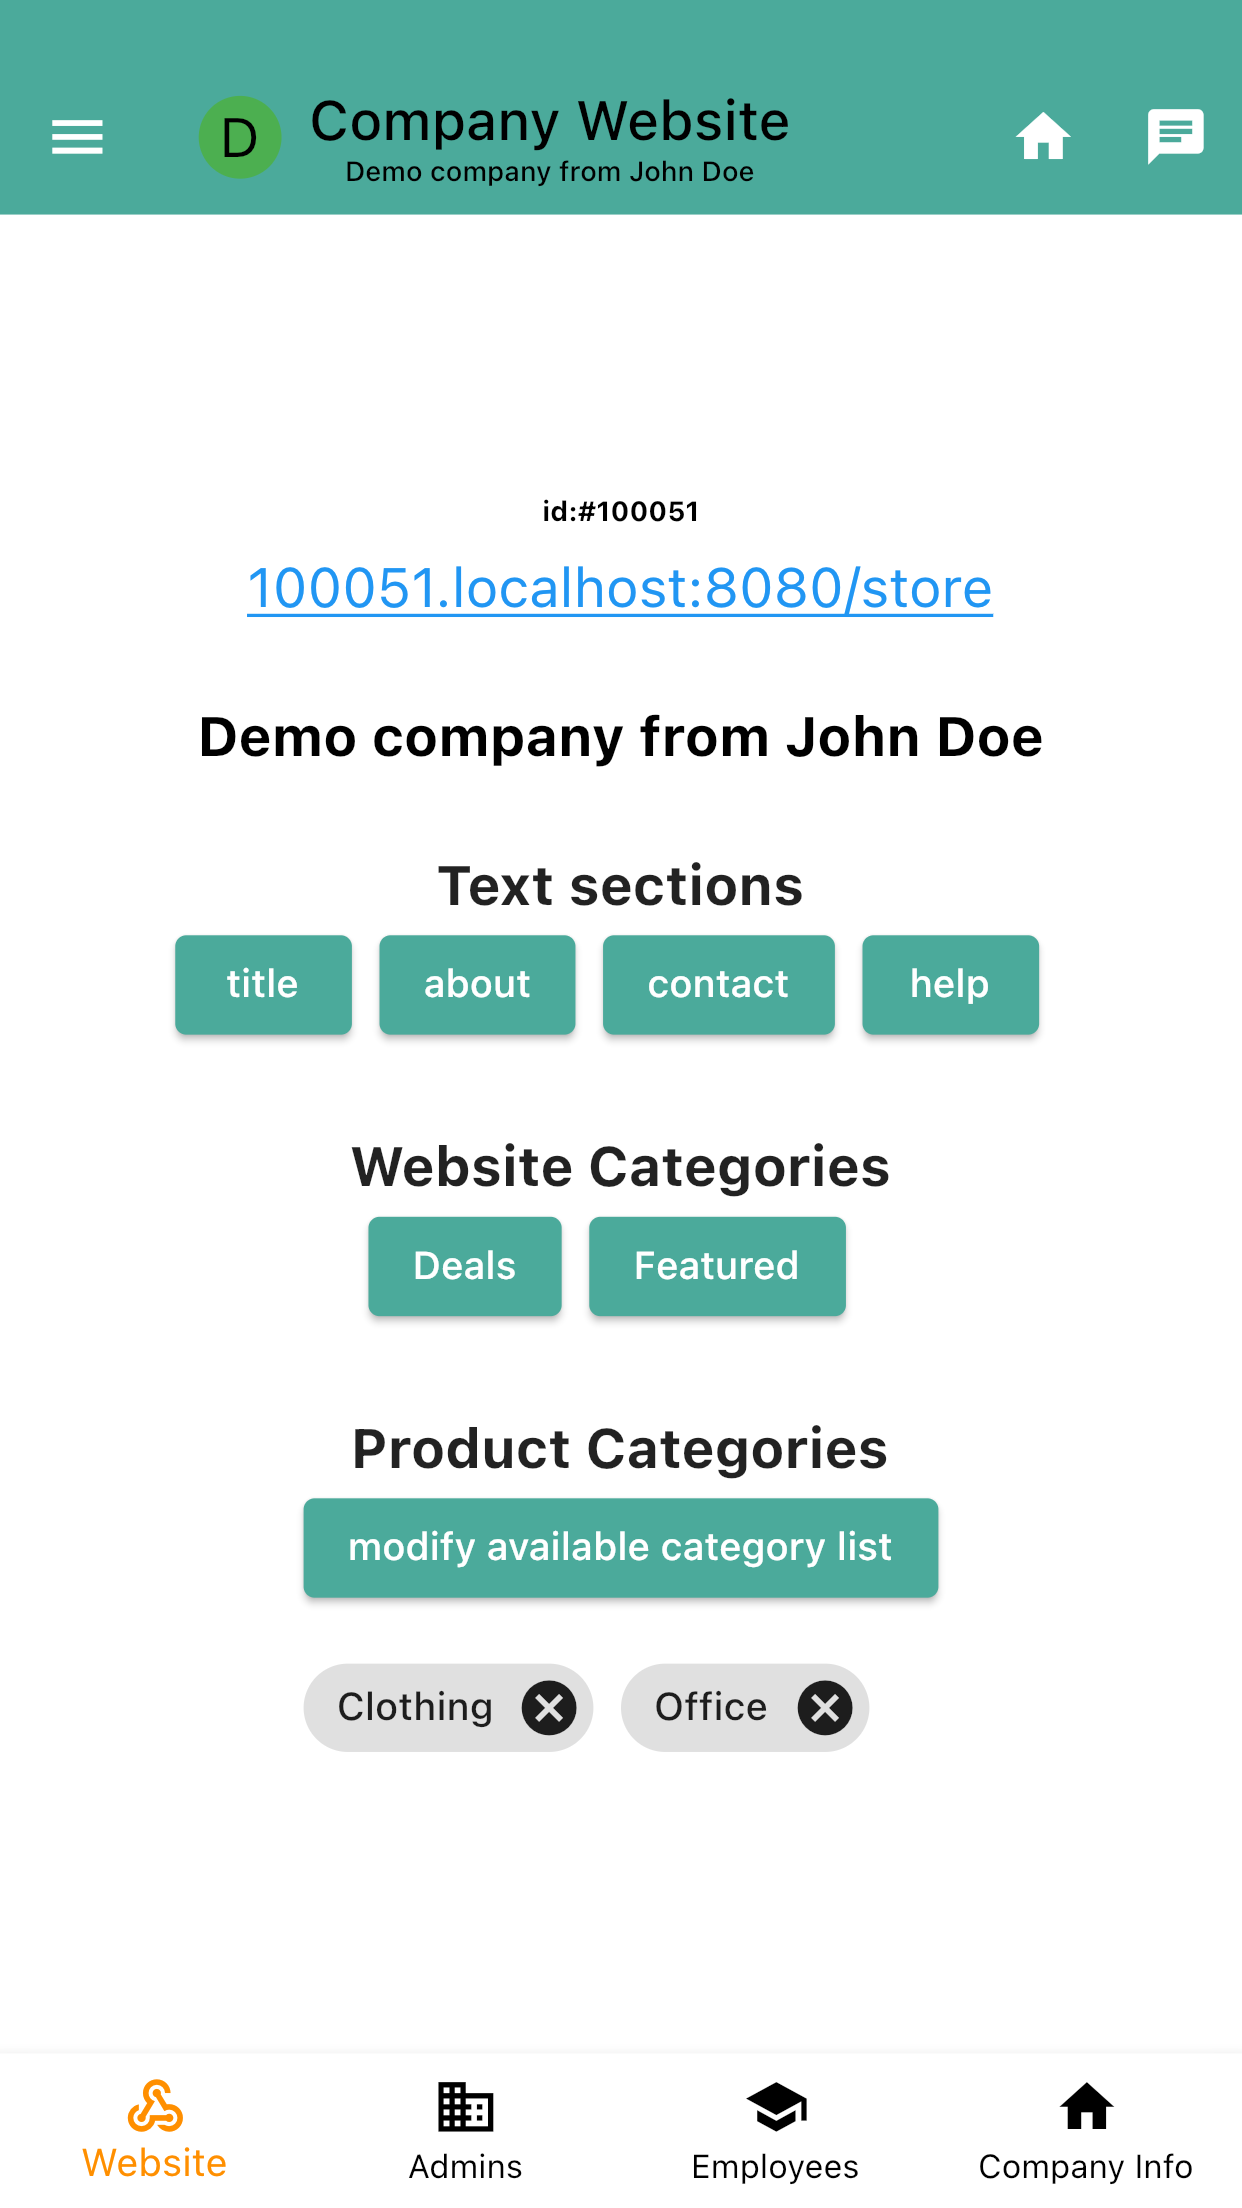 D
Company Website
Demo company from John Doe
id:#100051
100051.localhost:8080/store
Demo company from John Doe
Text sections
title about contact help
Website Categories
Deals Featured
Product Categories
modify available category list
Clothing Office
Website Admins Employees Company Info